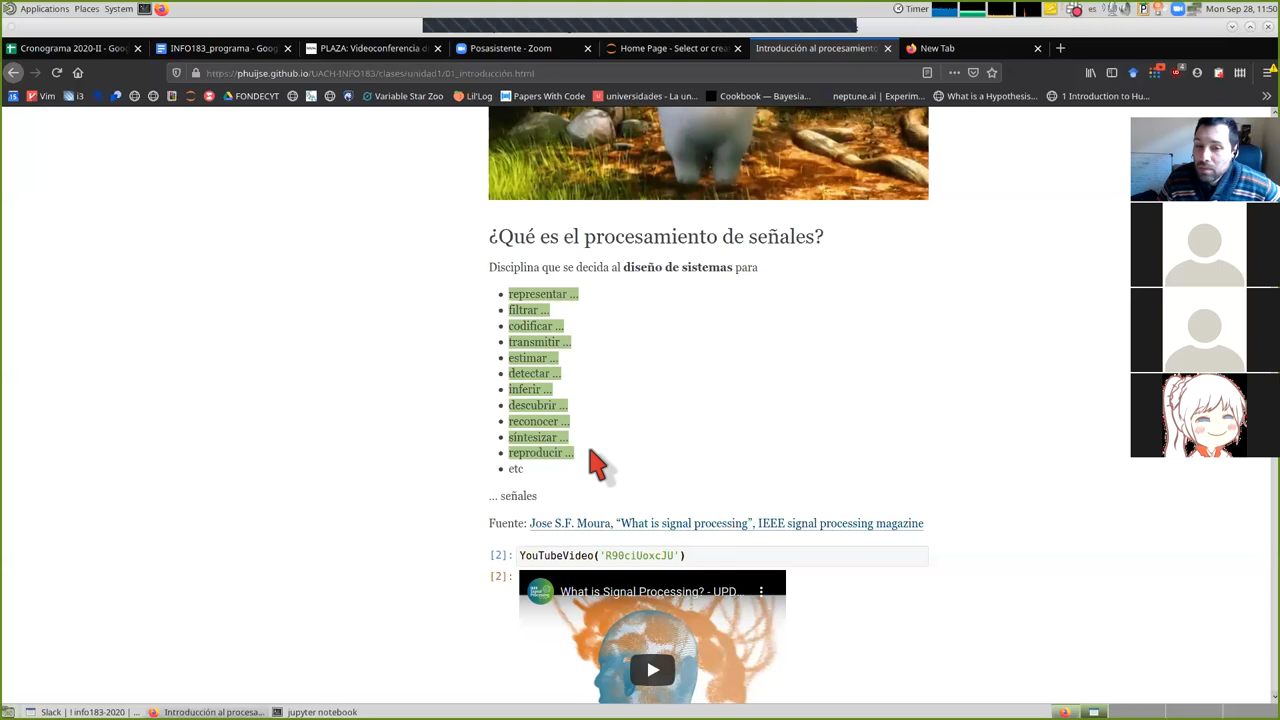 Applications Places System Timer es Mon Sep 28, 11:50
Cronograma 2020-II - Goo INFO183_programa - Goo PLAZA: Videoconferencia d Posasistente - Zoom Home Page - Select or crea Introducción al procesamiento New Tab
https://phuijse.github.io/UACH-INFO183/clases/unidad1/01_introducción.html
Vim i3 FONDECYT Variable Star Zoo Lil'Log Papers With Code universidades - La un... Cookbook — Bayesia... neptune.ai | Experim... What is a Hypothesis... 1 Introduction to Hu...
¿Qué es el procesamiento de señales?
Disciplina que se decida al diseño de sistemas para
• representar ...
• filtrar ...
• codificar ...
• transmitir ...
• estimar ...
• detectar ...
• inferir ...
• descubrir ...
• reconocer ...
• síntesizar ...
• reproducir ...
• etc
... señales
Fuente: Jose S.F. Moura, “What is signal processing”, IEEE signal processing magazine
[2]: YouTubeVideo('R90ciUoxcJU')
[2]:
What is Signal Processing? - UPD...
Slack | ! info183-2020 | ... Introducción al procesa... jupyter notebook